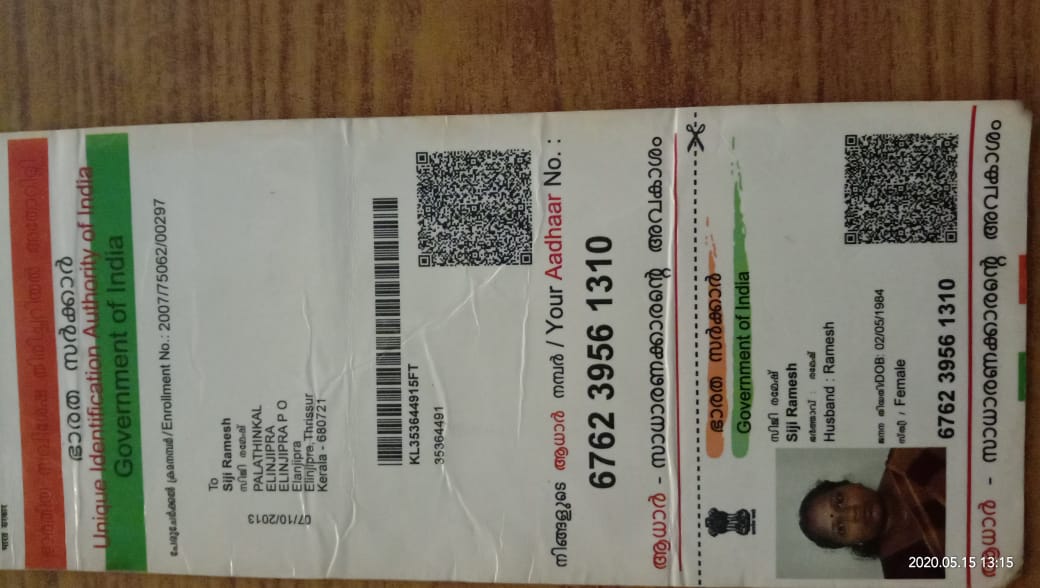 भारत सरकार
ഭാരത സർക്കാർ
Unique Identification Authority of India
Government of India
Enrollment No.: 2007/75062/00297
To
Siji Ramesh
സിജി രമേഷ്
PALATHINKAL
ELINJIPRA
ELINJIPRA P O
Elanjipra
Elinjipra,Thrissur
Kerala - 680721
07/10/2013
KL353644915FT
35364491
നിങ്ങളുടെ ആധാർ നമ്പർ / Your Aadhaar No. :
6762 3956 1310
ആധാർ - സാധാരണക്കാരന്റെ അവകാശം
ഭാരത സർക്കാർ
Government of India
സിജി രമേഷ്
Siji Ramesh
ഭർത്താവ് : രമേഷ്
Husband : Ramesh
ജനന തിയതി/DOB: 02/05/1984
സ്ത്രീ / Female
6762 3956 1310
ആധാർ - സാധാരണക്കാരന്റെ അവകാശം
2020.05.15 13:15